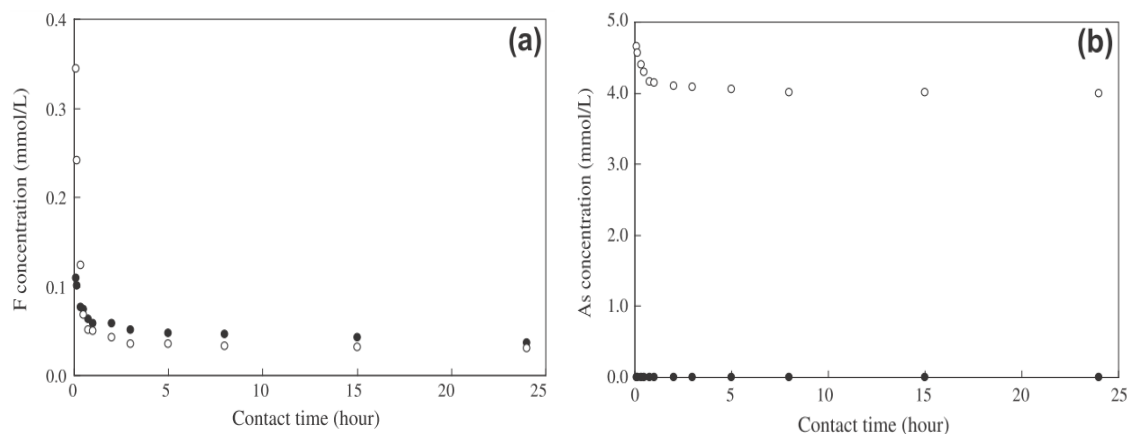 (a)
F concentration (mmol/L)
0.4
0.3
0.2
0.1
0.0
0 5 10 15 20 25
Contact time (hour)
(b)
As concentration (mmol/L)
5.0
4.0
3.0
2.0
1.0
0.0
0 5 10 15 20 25
Contact time (hour)